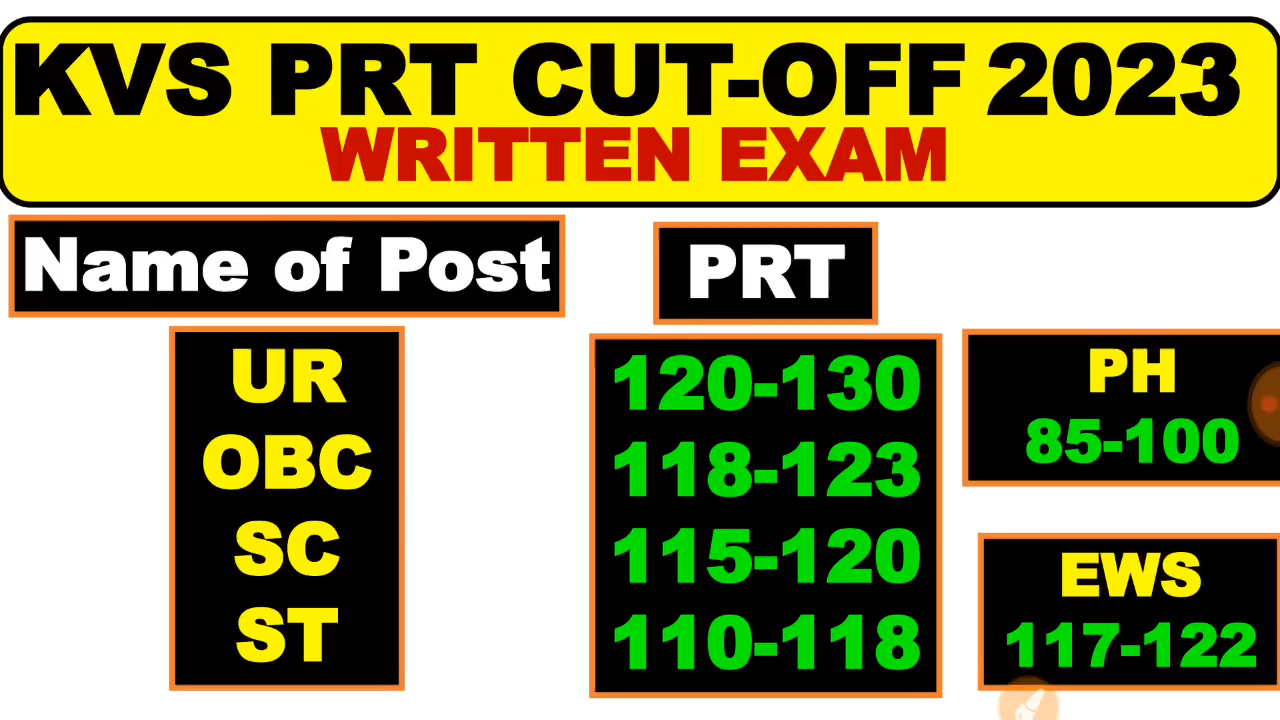 KVS PRT CUT-OFF 2023
WRITTEN EXAM
Name of Post
PRT
UR
120-130
OBC
118-123
SC
115-120
ST
110-118
PH
85-100
EWS
117-122